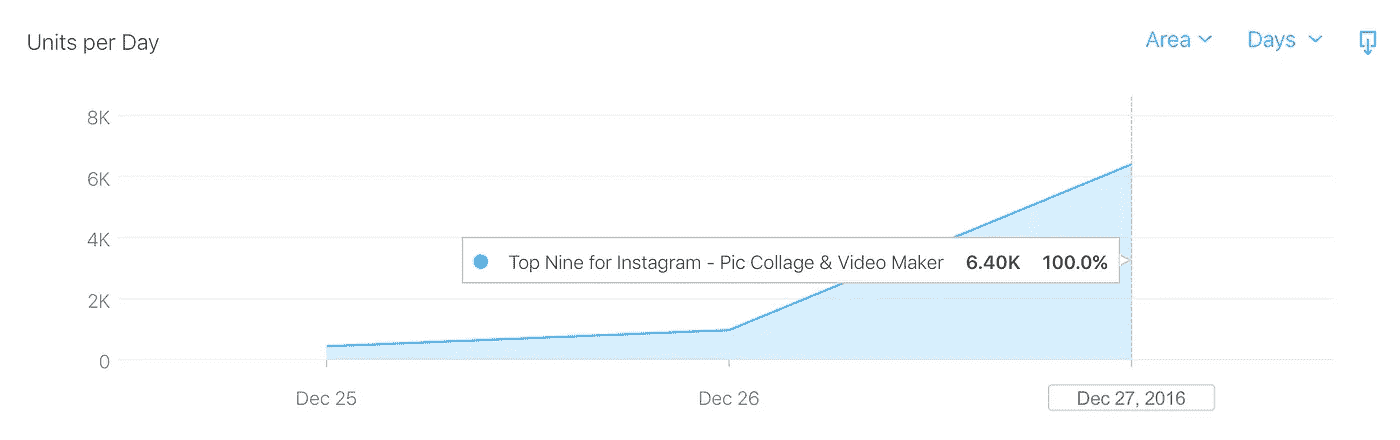 Units per Day
Area Days
8K
6K
4K
Top Nine for Instagram - Pic Collage & Video Maker 6.40K 100.0%
2K
0
Dec 25 Dec 26 Dec 27, 2016